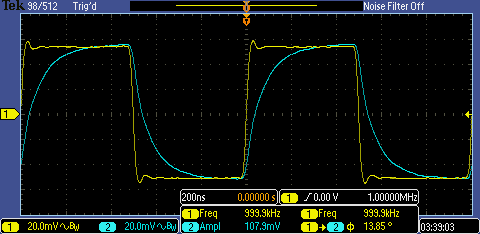 Tek 98/512 Trig'd Noise Filter Off
1
200ns 0.00000 s 1 0.00 V 1.00000MHz
1 Freq 999.9kHz 1 Freq 999.9kHz
1 20.0mV BW 2 20.0mV BW 2 Ampl 107.9mV 1 2 ϕ 13.85 ° 03:39:03